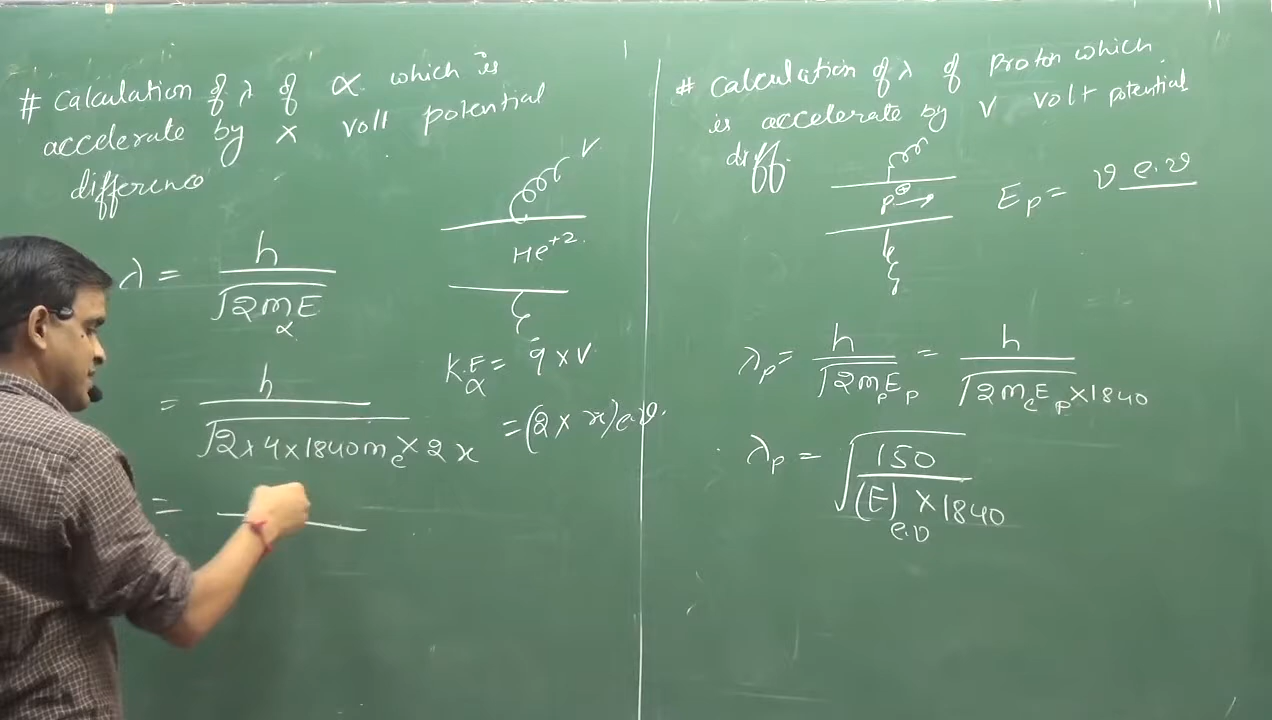 # Calculation of λ of α which is
accelerate by x volt potential
difference
V
He⁺²
λ = h / √(2m_α E)
K.E_α = q × V
= h / √(2×4×1840m_e × 2x)
= (2 × x) e.v.
=
# Calculation of λ of Proton which
is accelerate by V volt potential
diff.
P⊕→
E_p = V e.v
λ_p = h / √(2m_p E_p) = h / √(2m_e E_p × 1840)
λ_p = √(150 / ((E)_e.v × 1840))